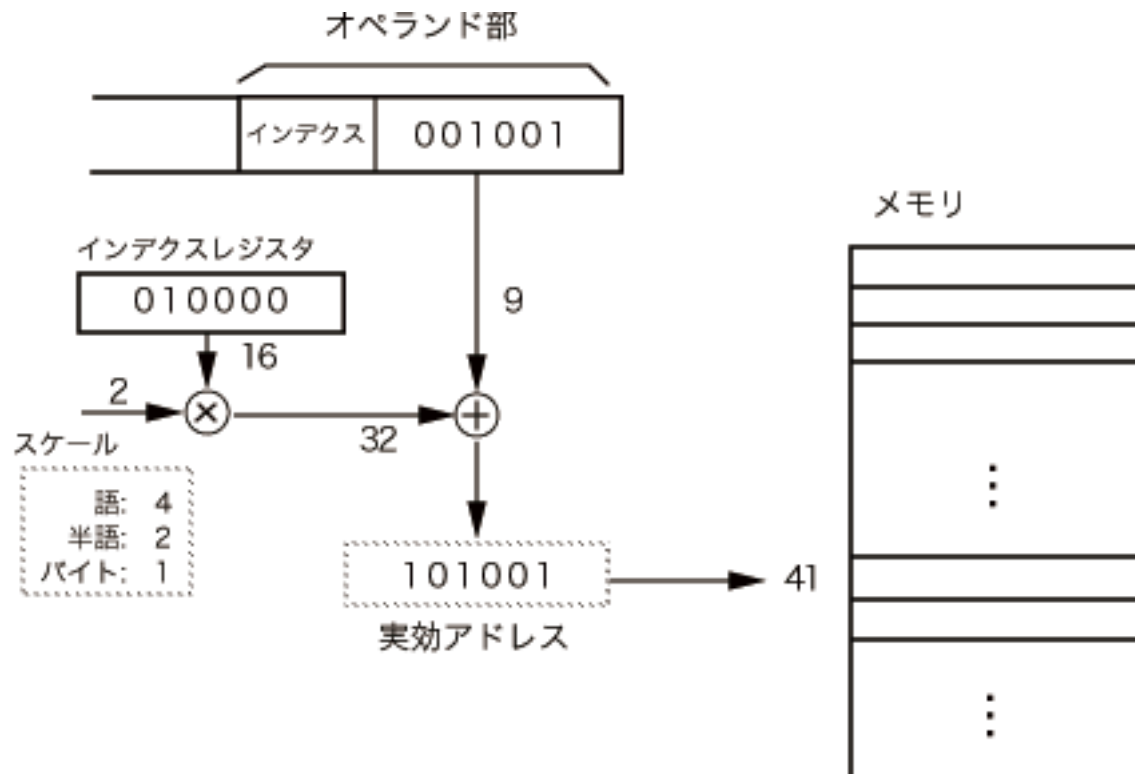 オペランド部
インデクス 001001
メモリ
インデクスレジスタ
010000
9
16
2
32
スケール
語: 4
半語: 2
バイト: 1
101001
41
実効アドレス